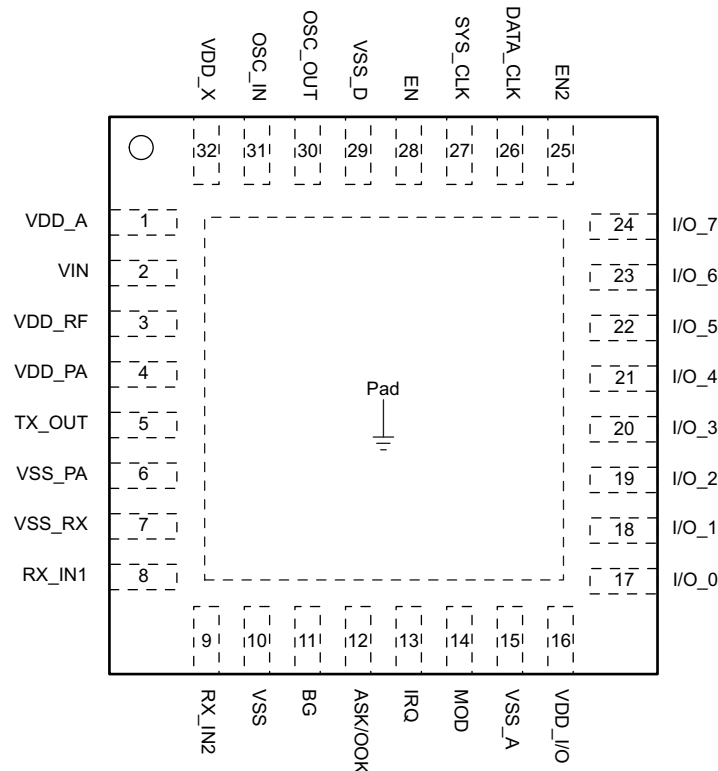 VDD_X
OSC_IN
OSC_OUT
VSS_D
EN
SYS_CLK
DATA_CLK
EN2
32
31
30
29
28
27
26
25
VDD_A 1
VIN 2
VDD_RF 3
VDD_PA 4
TX_OUT 5
VSS_PA 6
VSS_RX 7
RX_IN1 8
Pad
24 I/O_7
23 I/O_6
22 I/O_5
21 I/O_4
20 I/O_3
19 I/O_2
18 I/O_1
17 I/O_0
9
10
11
12
13
14
15
16
RX_IN2
VSS
BG
ASK/OOK
IRQ
MOD
VSS_A
VDD_I/O